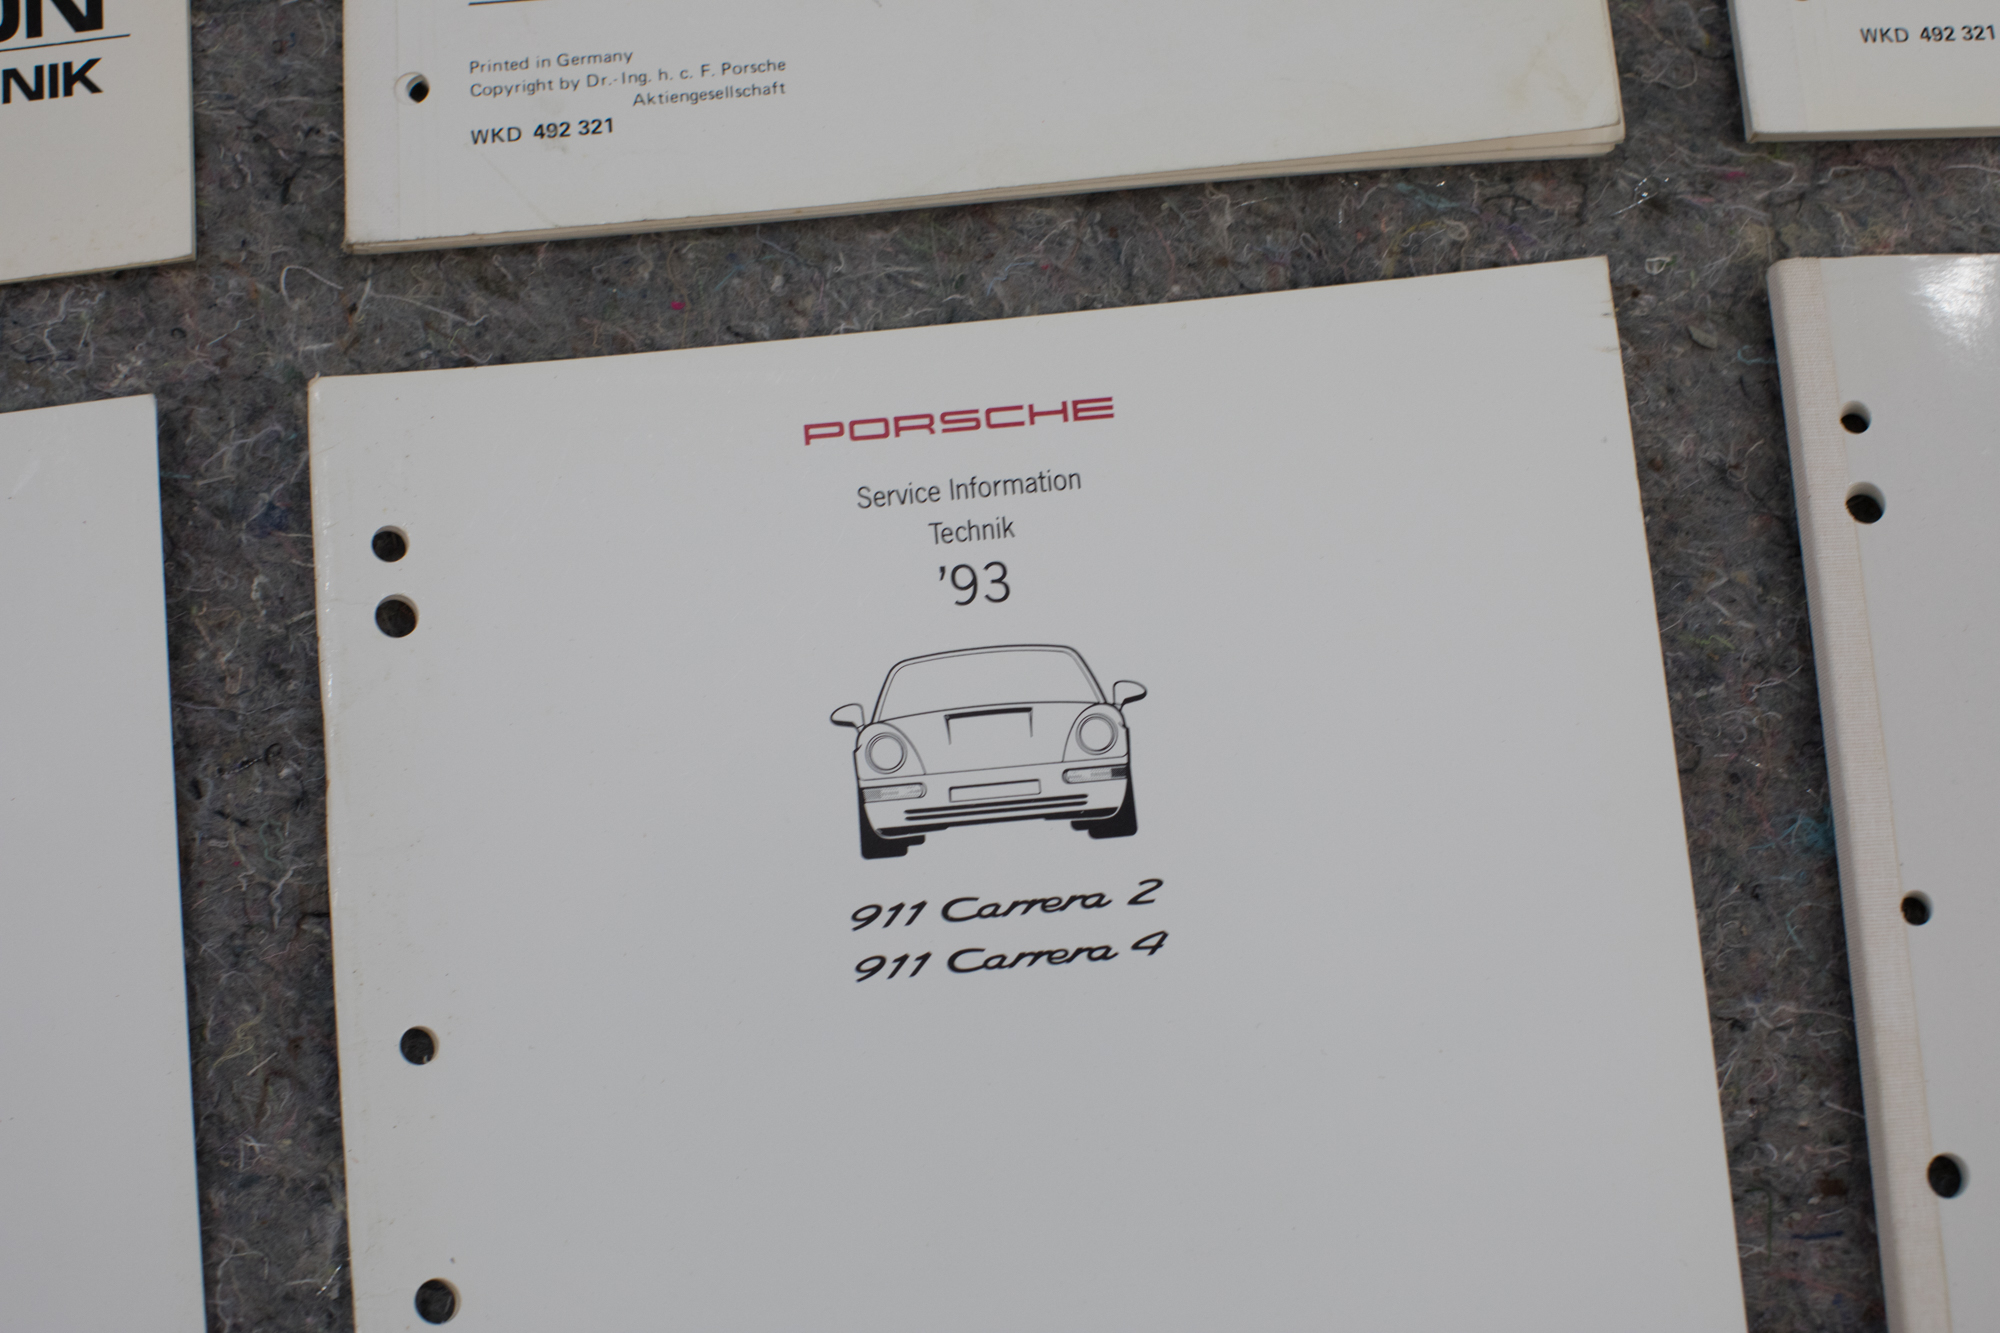 NIK
Printed in Germany
Copyright by Dr.-Ing. h. c. F. Porsche
Aktiengesellschaft
WKD 492 321
WKD 492 321
PORSCHE
Service Information
Technik
'93
911 Carrera 2
911 Carrera 4